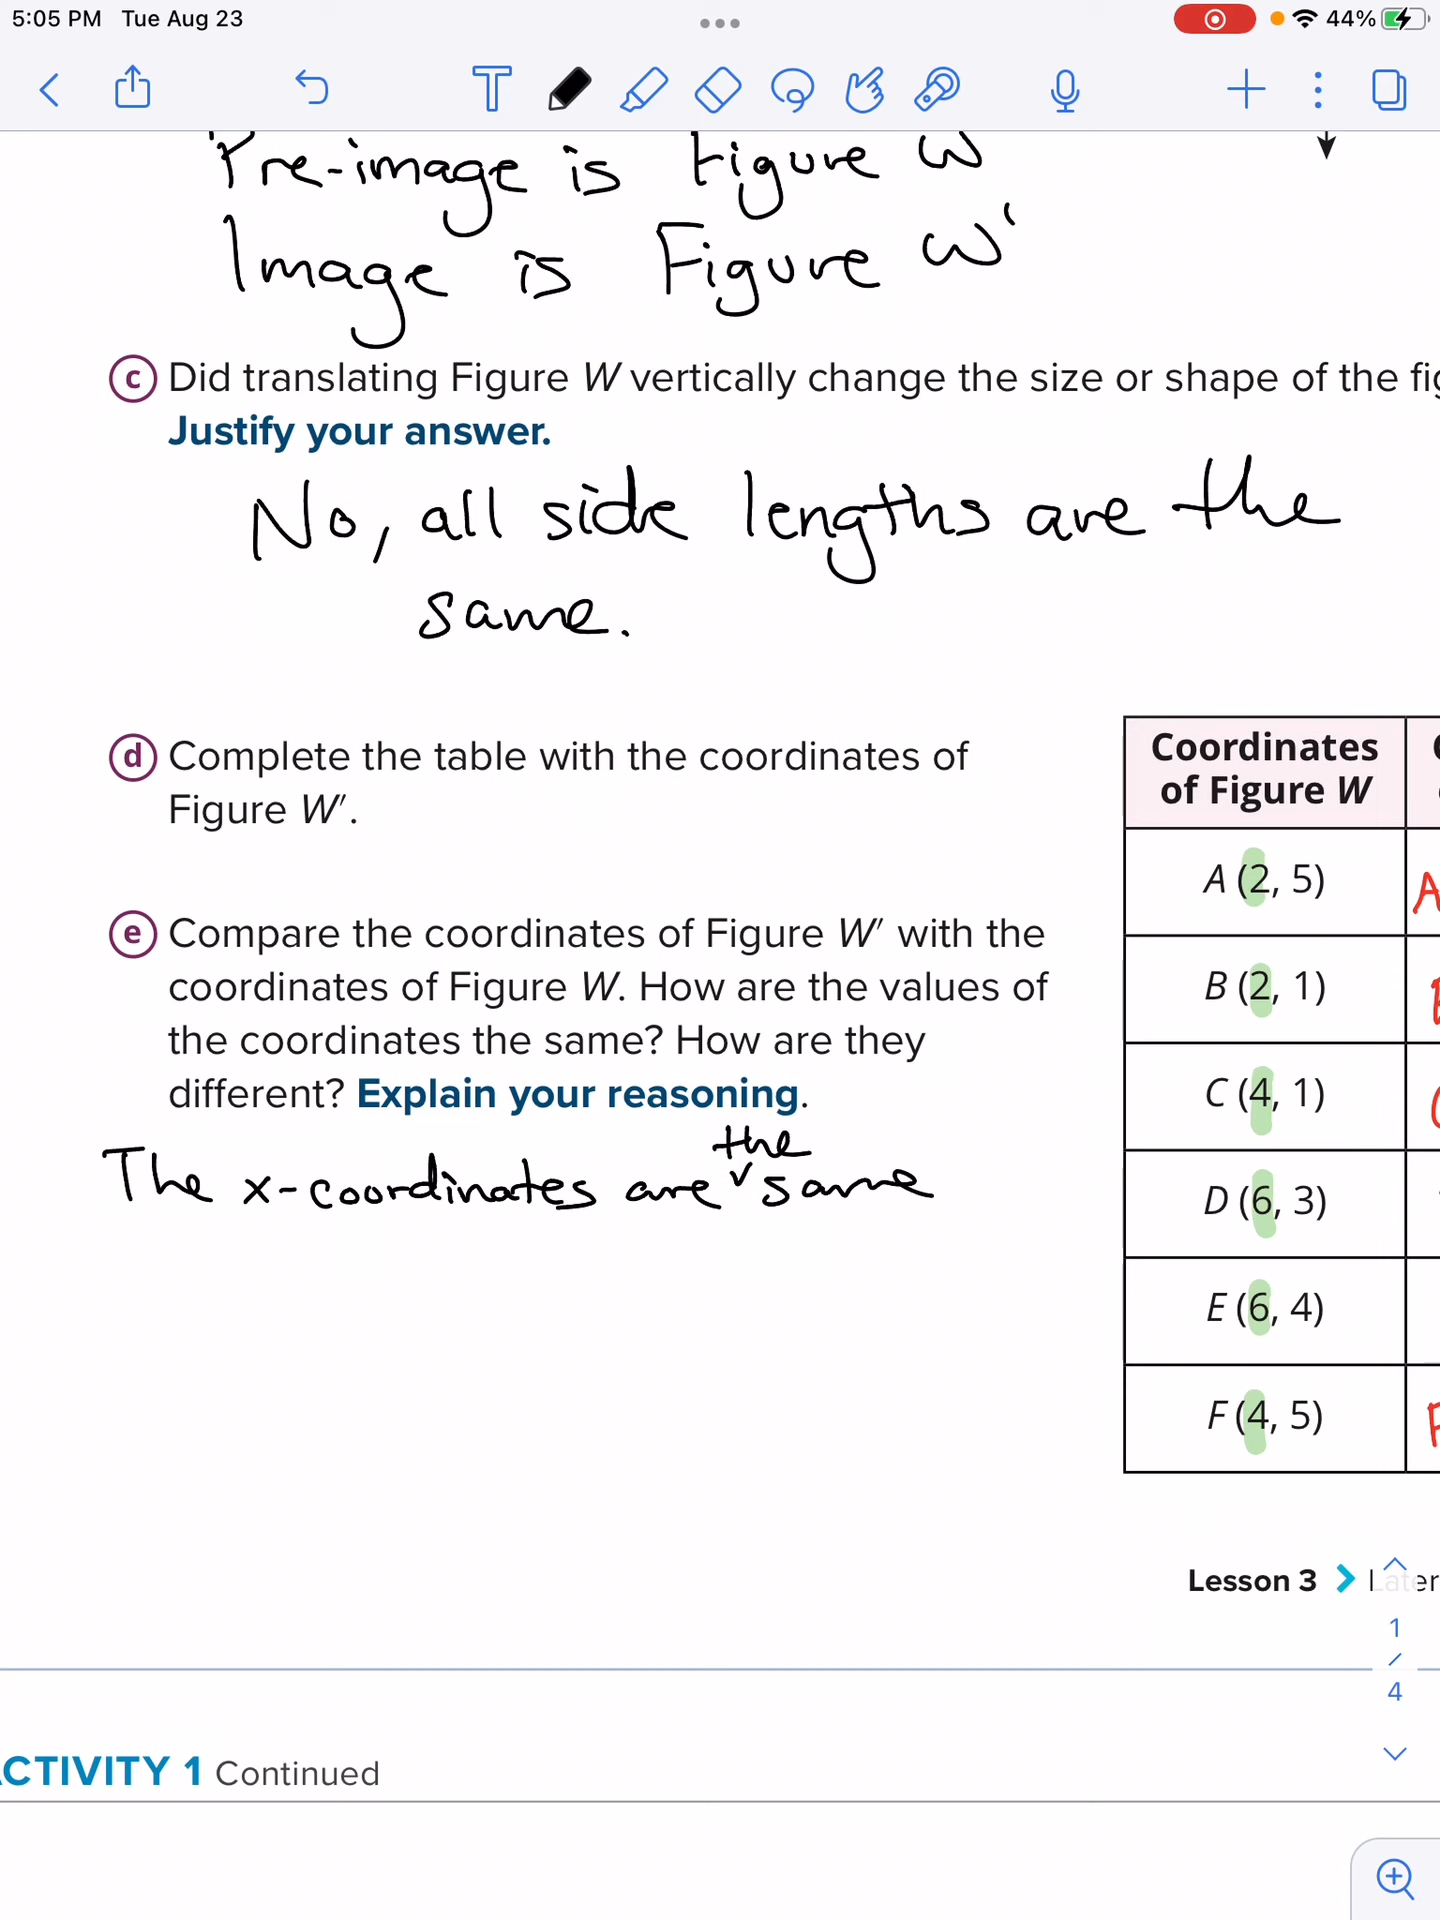 5:05 PM Tue Aug 23
44%
Pre-image is Figure W
Image is Figure W'
c Did translating Figure W vertically change the size or shape of the fig
Justify your answer.
No, all side lengths are the
same.
d Complete the table with the coordinates of
Figure W′.
e Compare the coordinates of Figure W′ with the
coordinates of Figure W. How are the values of
the coordinates the same? How are they
different? Explain your reasoning.
The x-coordinates are the same
Coordinates
of Figure W
A (2, 5)
A
B (2, 1)
C (4, 1)
D (6, 3)
E (6, 4)
F (4, 5)
F
Lesson 3 Later
1
/
4
CTIVITY 1 Continued